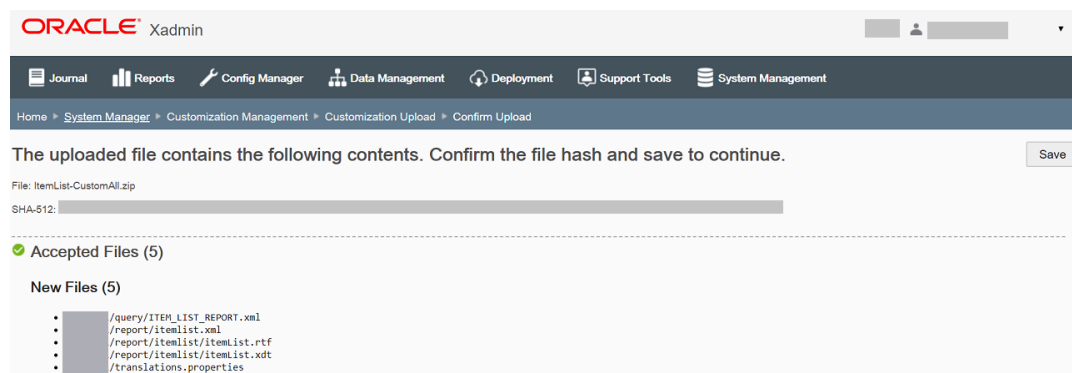 ORACLE® Xadmin
Journal Reports Config Manager Data Management Deployment Support Tools System Management
Home System Manager Customization Management Customization Upload Confirm Upload
The uploaded file contains the following contents. Confirm the file hash and save to continue. Save
File: ItemList-CustomAll.zip
SHA-512:
Accepted Files (5)
New Files (5)
• /query/ITEM_LIST_REPORT.xml
• /report/itemlist.xml
• /report/itemlist/itemList.rtf
• /report/itemlist/itemList.xdt
• /translations.properties